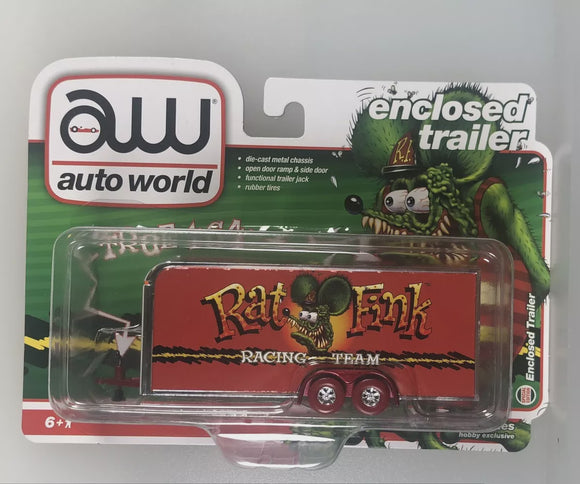 aw®
auto world
enclosed
trailer
• die-cast metal chassis
• open door ramp & side door
• functional trailer jack
• rubber tires
R.F.
Rat Fink
RACING TEAM
Enclosed Trailer
6+
hobby exclusive